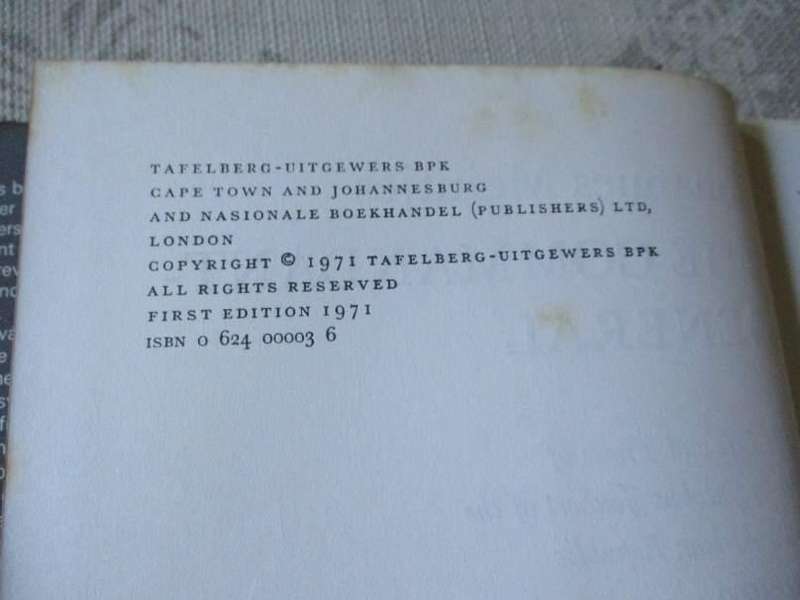 TAFELBERG-UITGEWERS BPK
CAPE TOWN AND JOHANNESBURG
AND NASIONALE BOEKHANDEL (PUBLISHERS) LTD,
LONDON
COPYRIGHT © 1971 TAFELBERG-UITGEWERS BPK
ALL RIGHTS RESERVED
FIRST EDITION 1971
ISBN 0 624 00003 6